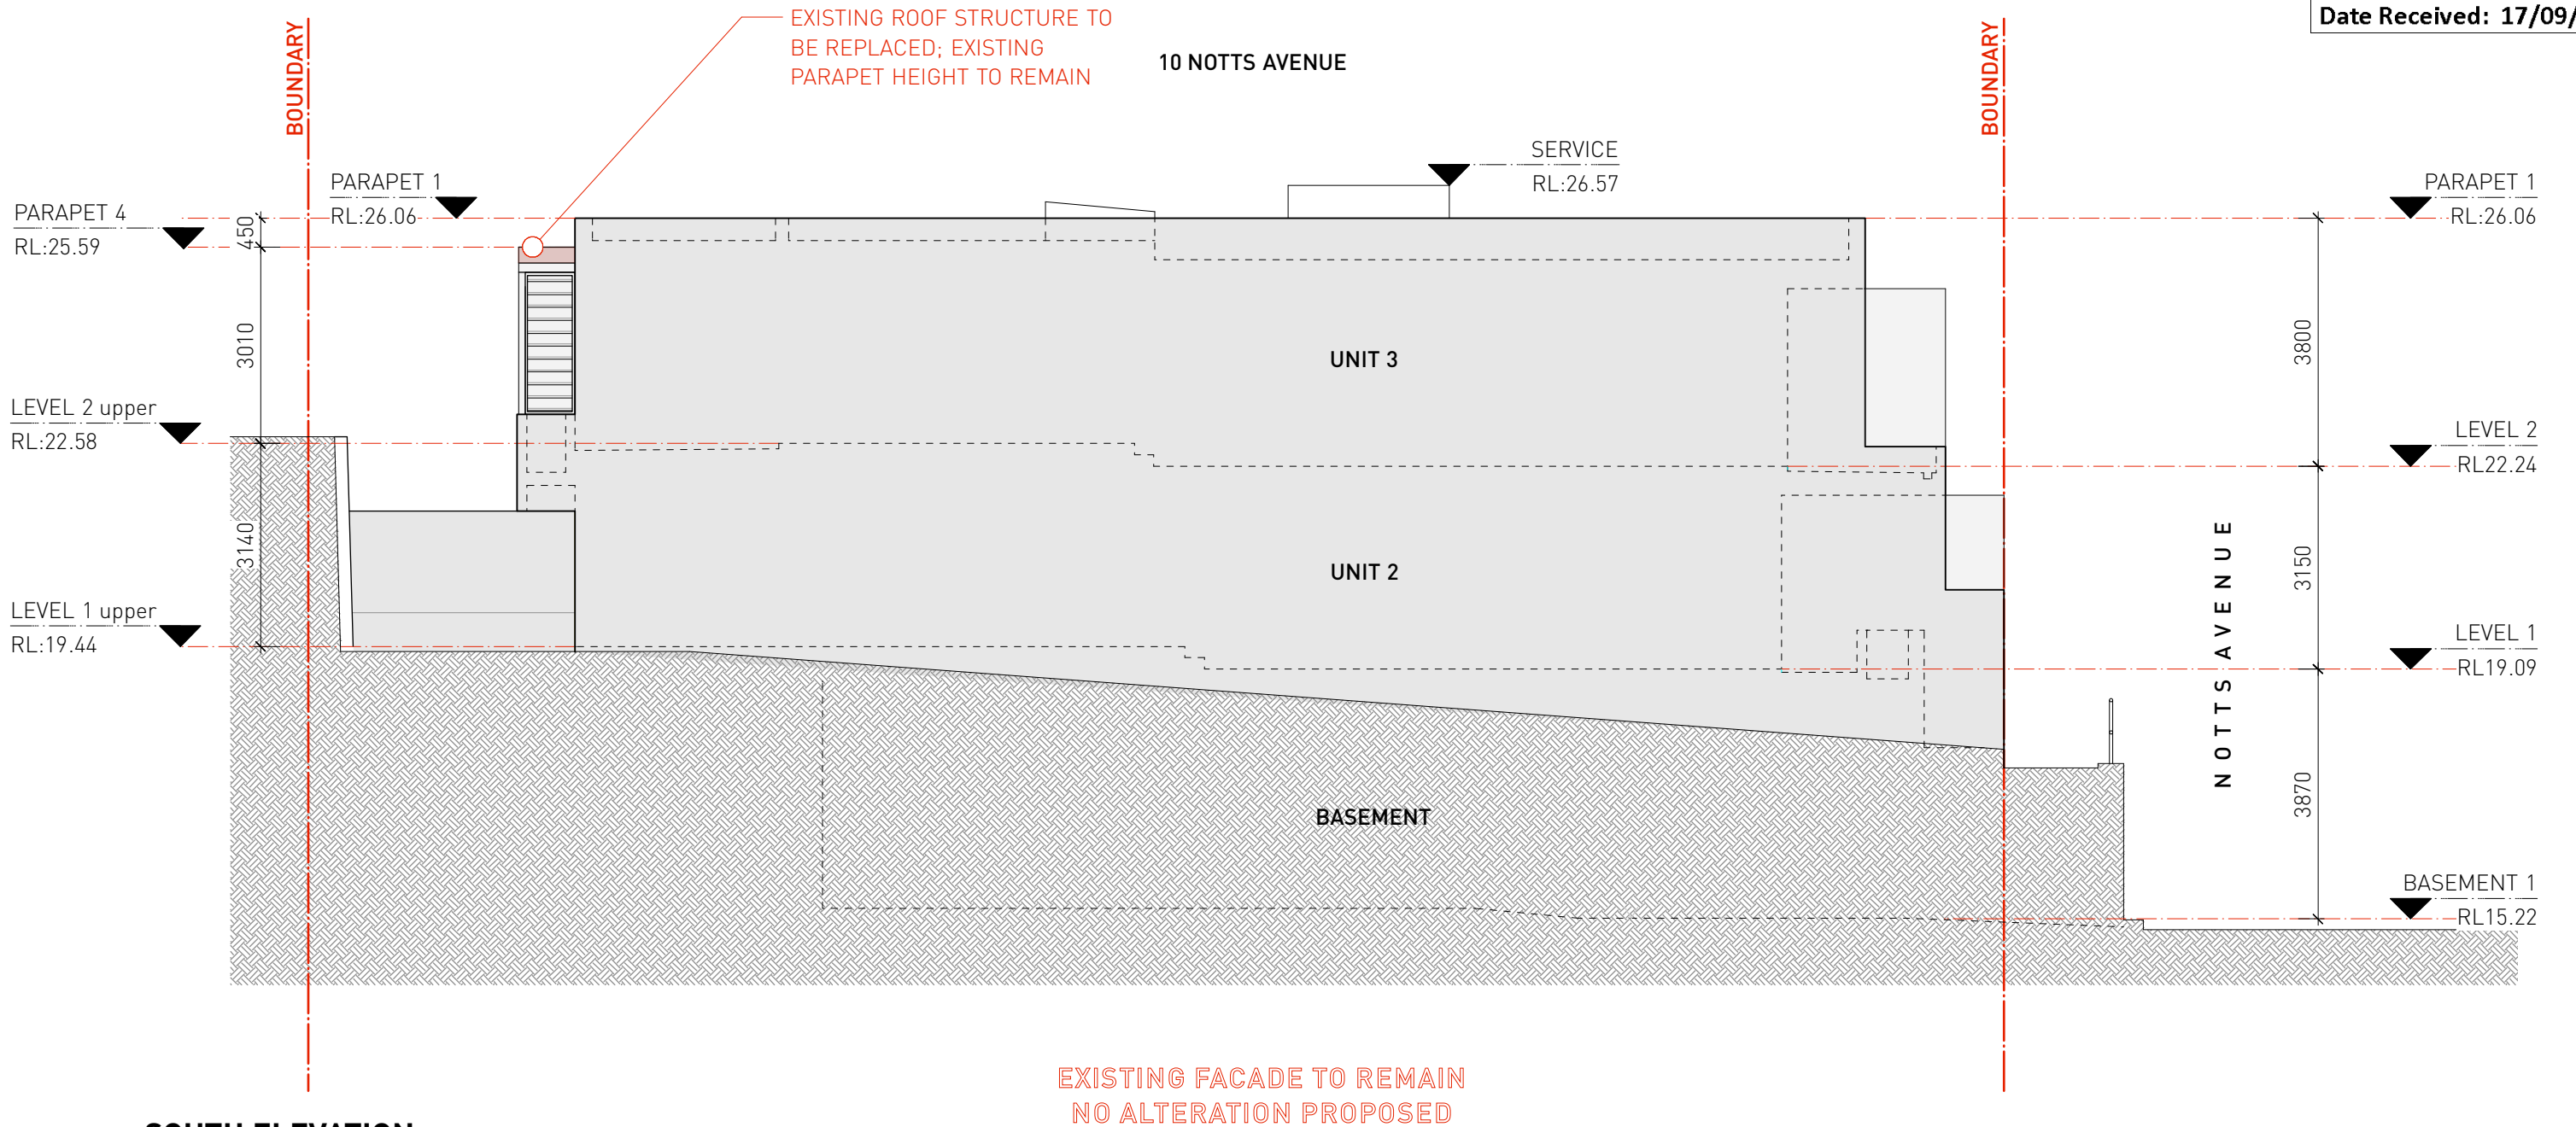 Date Received: 17/09/
EXISTING ROOF STRUCTURE TO
BE REPLACED; EXISTING
PARAPET HEIGHT TO REMAIN
10 NOTTS AVENUE
BOUNDARY
BOUNDARY
SERVICE
RL:26.57
PARAPET 1
RL:26.06
PARAPET 4
RL:25.59
450
3010
LEVEL 2 upper
RL:22.58
3140
LEVEL 1 upper
RL:19.44
PARAPET 1
RL:26.06
3800
LEVEL 2
RL22.24
3150
LEVEL 1
RL19.09
3870
BASEMENT 1
RL15.22
UNIT 3
UNIT 2
BASEMENT
NOTTS AVENUE
EXISTING FACADE TO REMAIN
NO ALTERATION PROPOSED
SOUTH ELEVATION